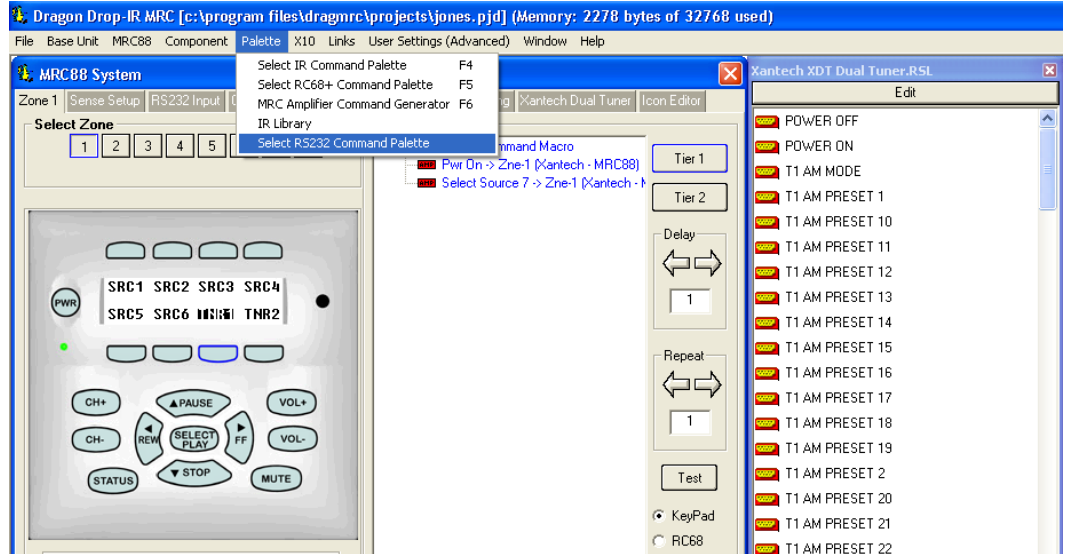 Dragon Drop-IR MRC [c:\program files\dragmrc\projects\jones.pjd] (Memory: 2278 bytes of 32768 used)
File Base Unit MRC88 Component Palette X10 Links User Settings (Advanced) Window Help
Select IR Command Palette F4
Select RC68+ Command Palette F5
MRC Amplifier Command Generator F6
IR Library
Select RS232 Command Palette
MRC88 System
Zone 1 Sense Setup RS232 Input Xantech Dual Tuner Icon Editor
Select Zone
1 2 3 4 5
Macro
Pwr On -> Zne-1 (Xantech - MRC88)
Select Source 7 -> Zne-1 (Xantech -
Tier 1
Tier 2
Delay
1
Repeat
1
Test
KeyPad
RC68
SRC1 SRC2 SRC3 SRC4
SRC5 SRC6 TNR2
PWR
CH+ PAUSE VOL+
CH- REW SELECT PLAY FF VOL-
STATUS STOP MUTE
Xantech XDT Dual Tuner.RSL
Edit
POWER OFF
POWER ON
T1 AM MODE
T1 AM PRESET 1
T1 AM PRESET 10
T1 AM PRESET 11
T1 AM PRESET 12
T1 AM PRESET 13
T1 AM PRESET 14
T1 AM PRESET 15
T1 AM PRESET 16
T1 AM PRESET 17
T1 AM PRESET 18
T1 AM PRESET 19
T1 AM PRESET 2
T1 AM PRESET 20
T1 AM PRESET 21
T1 AM PRESET 22